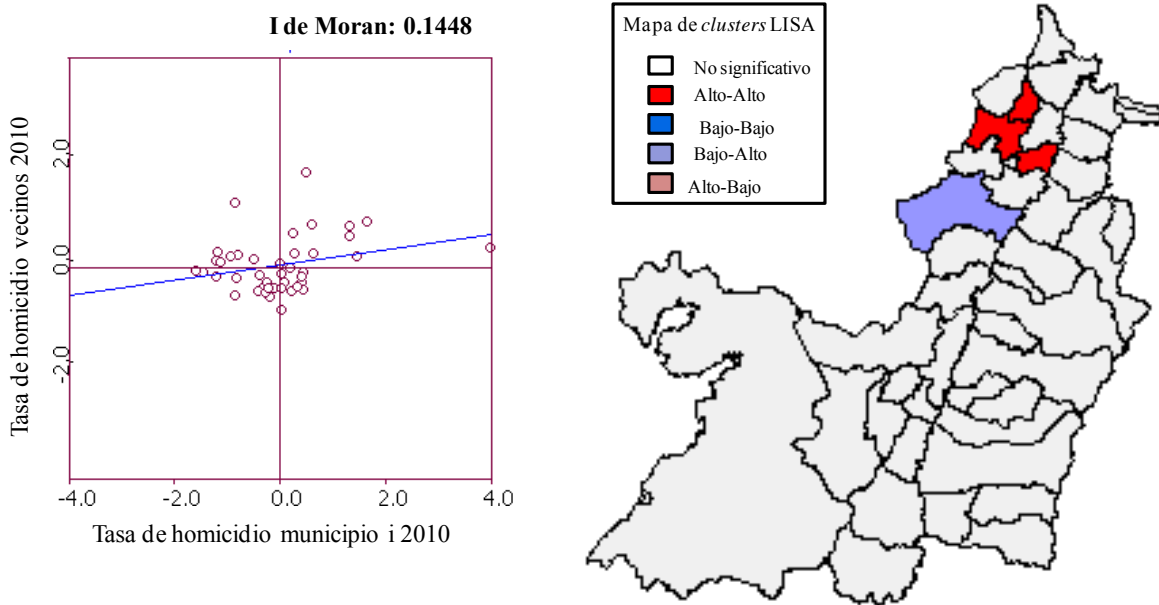 I de Moran: 0.1448
Tasa de homicidio vecinos 2010
2.0
0.0
-2.0
-4.0
-2.0
0.0
2.0
4.0
Tasa de homicidio municipio i 2010
Mapa de clusters LISA
No significativo
Alto-Alto
Bajo-Bajo
Bajo-Alto
Alto-Bajo